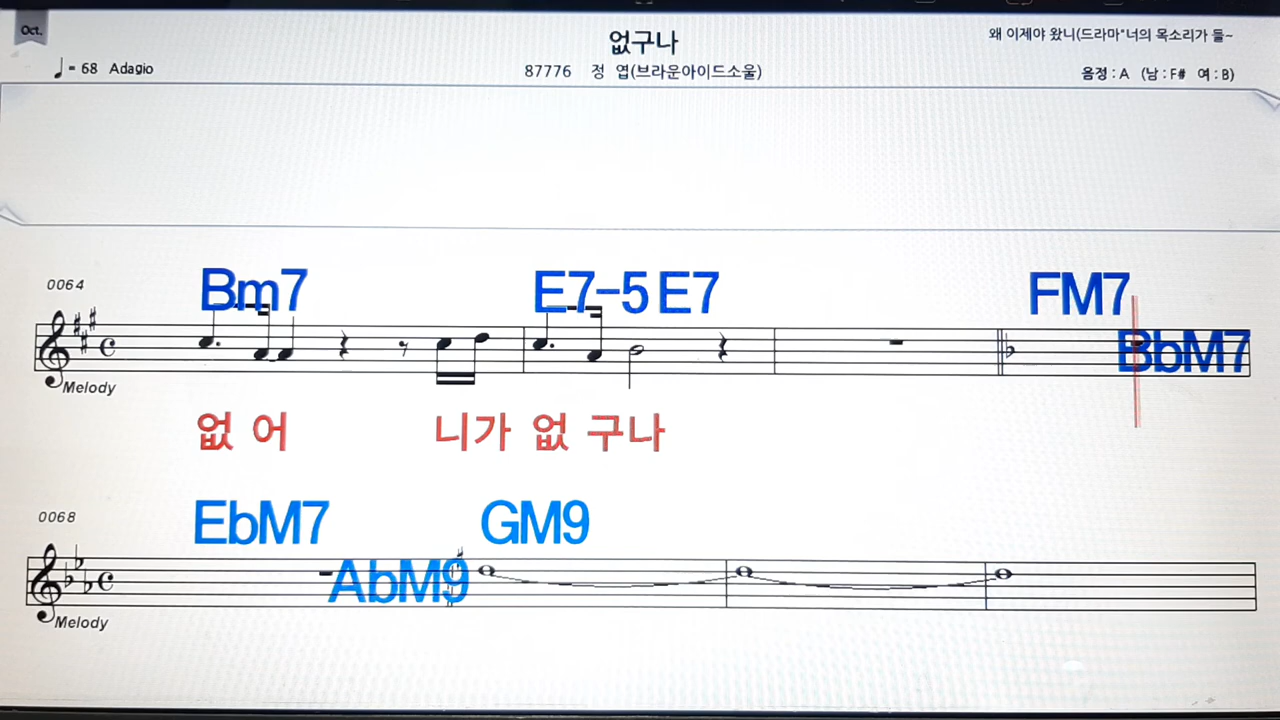 Oct.
없구나
왜 이제야 왔니(드라마"너의 목소리가 들~
♩= 68 Adagio
87776 정 엽(브라운아이드소울)
음정 : A (남 : F# 여 : B)
0064
Bm7 E7-5 E7 FM7
BbM7
Melody
없 어 니가 없 구나
0068
EbM7 GM9
AbM9
Melody